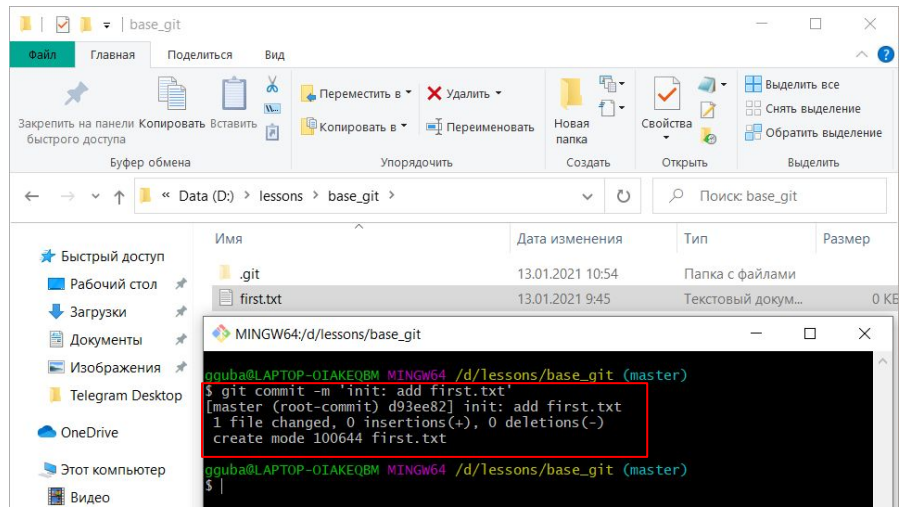 base_git
Файл Главная Поделиться Вид
Закрепить на панели быстрого доступа
Копировать
Вставить
Переместить в
Копировать в
Удалить
Переименовать
Новая папка
Свойства
Выделить все
Снять выделение
Обратить выделение
Буфер обмена Упорядочить Создать Открыть Выделить
« Data (D:) > lessons > base_git >
Поиск: base_git
Имя Дата изменения Тип Размер
Быстрый доступ
Рабочий стол
Загрузки
Документы
Изображения
Telegram Desktop
OneDrive
Этот компьютер
Видео
.git 13.01.2021 10:54 Папка с файлами
first.txt 13.01.2021 9:45 Текстовый докум... 0 КБ
MINGW64:/d/lessons/base_git
gguba@LAPTOP-OIAKEQBM MINGW64 /d/lessons/base_git (master)
$ git commit -m 'init: add first.txt'
[master (root-commit) d93ee82] init: add first.txt
1 file changed, 0 insertions(+), 0 deletions(-)
create mode 100644 first.txt
gguba@LAPTOP-OIAKEQBM MINGW64 /d/lessons/base_git (master)
$